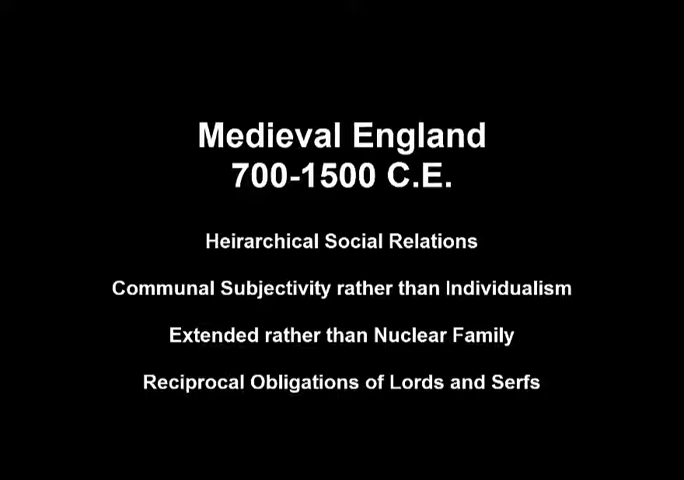 Medieval England
700-1500 C.E.
Heirarchical Social Relations
Communal Subjectivity rather than Individualism
Extended rather than Nuclear Family
Reciprocal Obligations of Lords and Serfs